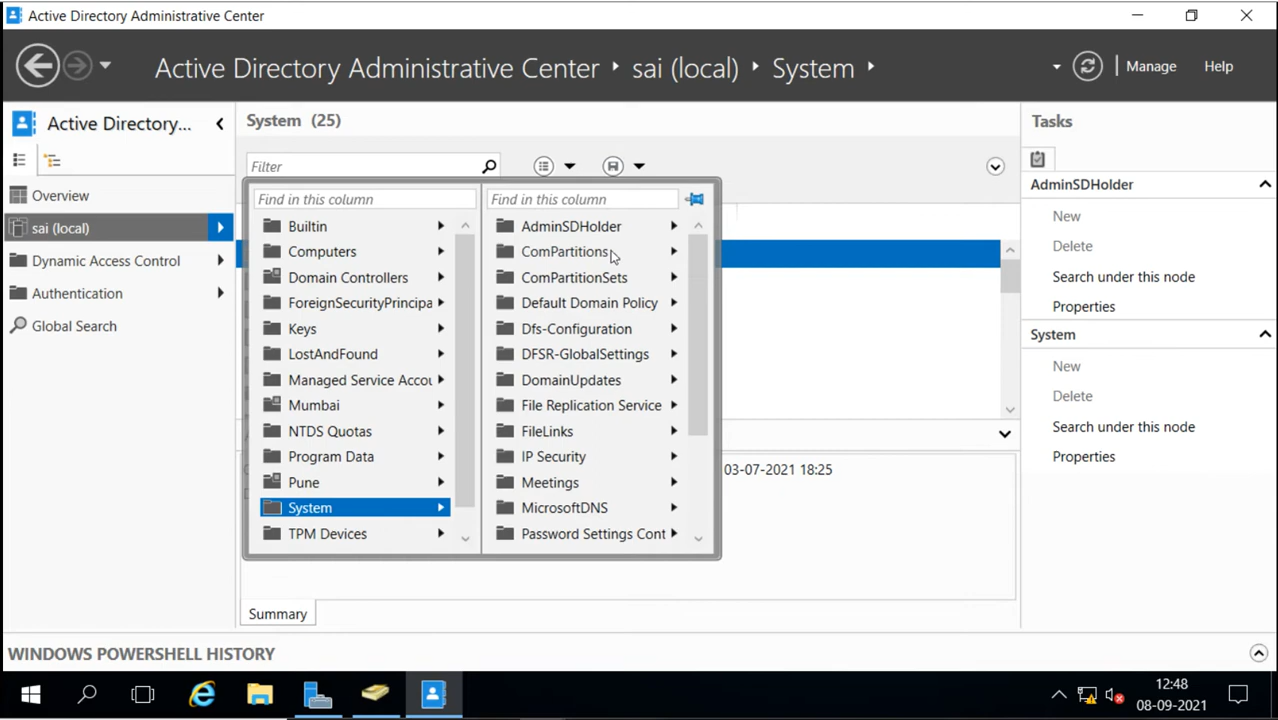 Active Directory Administrative Center
Active Directory Administrative Center sai (local) System
Manage Help
Active Directory...
Overview
sai (local)
Dynamic Access Control
Authentication
Global Search
System (25)
Filter
Find in this column
Builtin
Computers
Domain Controllers
ForeignSecurityPrincipa
Keys
LostAndFound
Managed Service Accou
Mumbai
NTDS Quotas
Program Data
Pune
System
TPM Devices
Find in this column
AdminSDHolder
ComPartitions
ComPartitionSets
Default Domain Policy
Dfs-Configuration
DFSR-GlobalSettings
DomainUpdates
File Replication Service
FileLinks
IP Security
Meetings
MicrosoftDNS
Password Settings Cont
03-07-2021 18:25
Summary
Tasks
AdminSDHolder
New
Delete
Search under this node
Properties
System
New
Delete
Search under this node
Properties
WINDOWS POWERSHELL HISTORY
12:48
08-09-2021